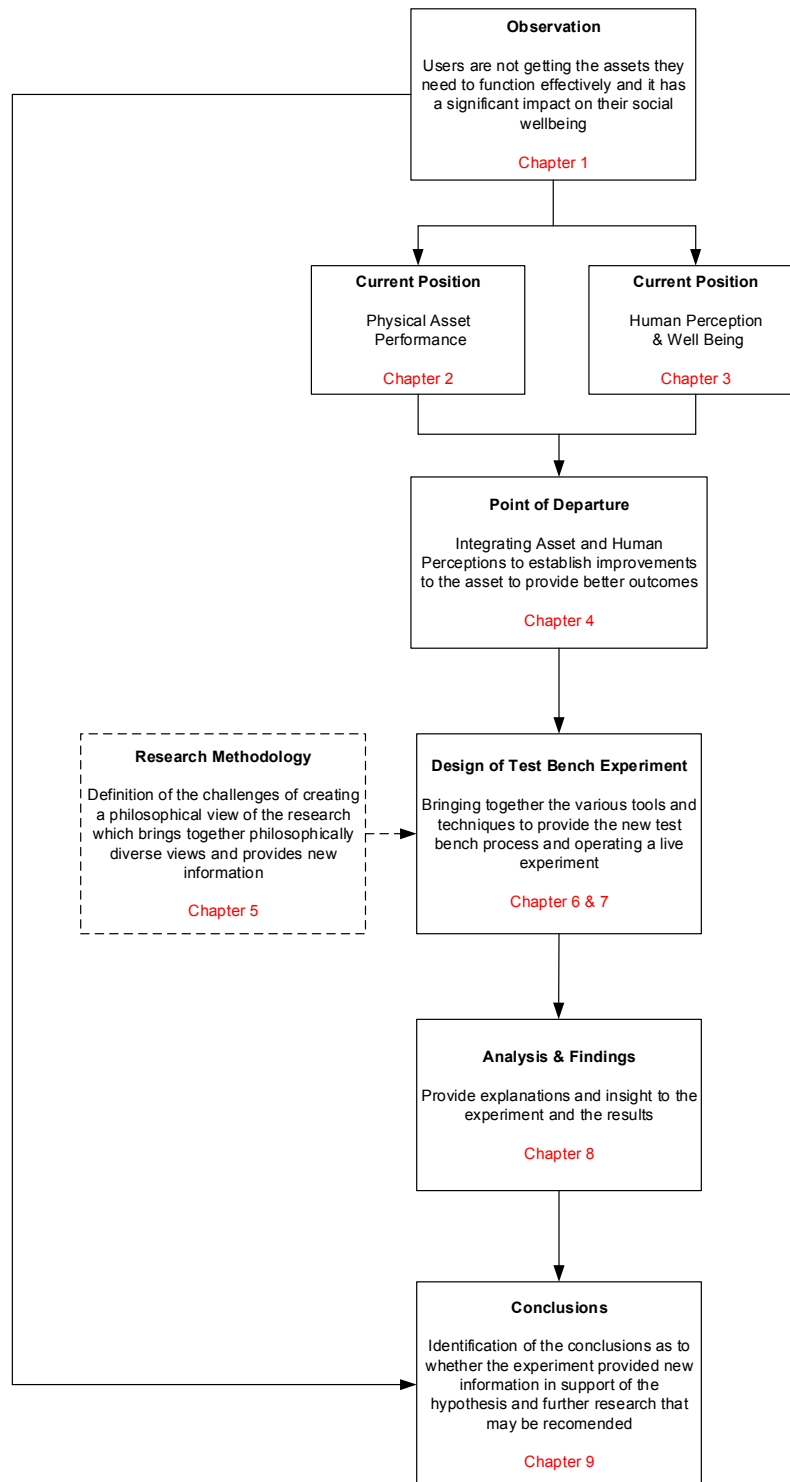 Observation
Users are not getting the assets they
need to function effectively and it has
a significant impact on their social
wellbeing
Chapter 1
Current Position
Physical Asset
Performance
Chapter 2
Current Position
Human Perception
& Well Being
Chapter 3
Point of Departure
Integrating Asset and Human
Perceptions to establish improvements
to the asset to provide better outcomes
Chapter 4
Research Methodology
Definition of the challenges of creating
a philosophical view of the research
which brings together philosophically
diverse views and provides new
information
Chapter 5
Design of Test Bench Experiment
Bringing together the various tools and
techniques to provide the new test
bench process and operating a live
experiment
Chapter 6 & 7
Analysis & Findings
Provide explanations and insight to the
experiment and the results
Chapter 8
Conclusions
Identification of the conclusions as to
whether the experiment provided new
information in support of the
hypothesis and further research that
may be recomended
Chapter 9